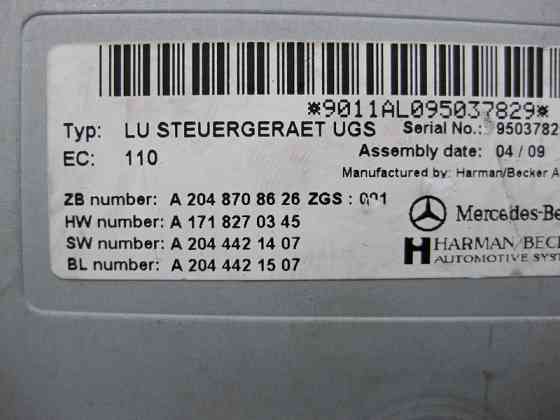 *9011AL095037829*
Typ: LU STEUERGERAET UGS Serial No.: 9503782
EC: 110 Assembly date: 04 / 09
Manufactured by: Harman/Becker A
ZB number: A 204 870 86 26 ZGS : 001
HW number: A 171 827 03 45
SW number: A 204 442 14 07
BL number: A 204 442 15 07
Mercedes-Be
HARMAN/BECK
AUTOMOTIVE SYST